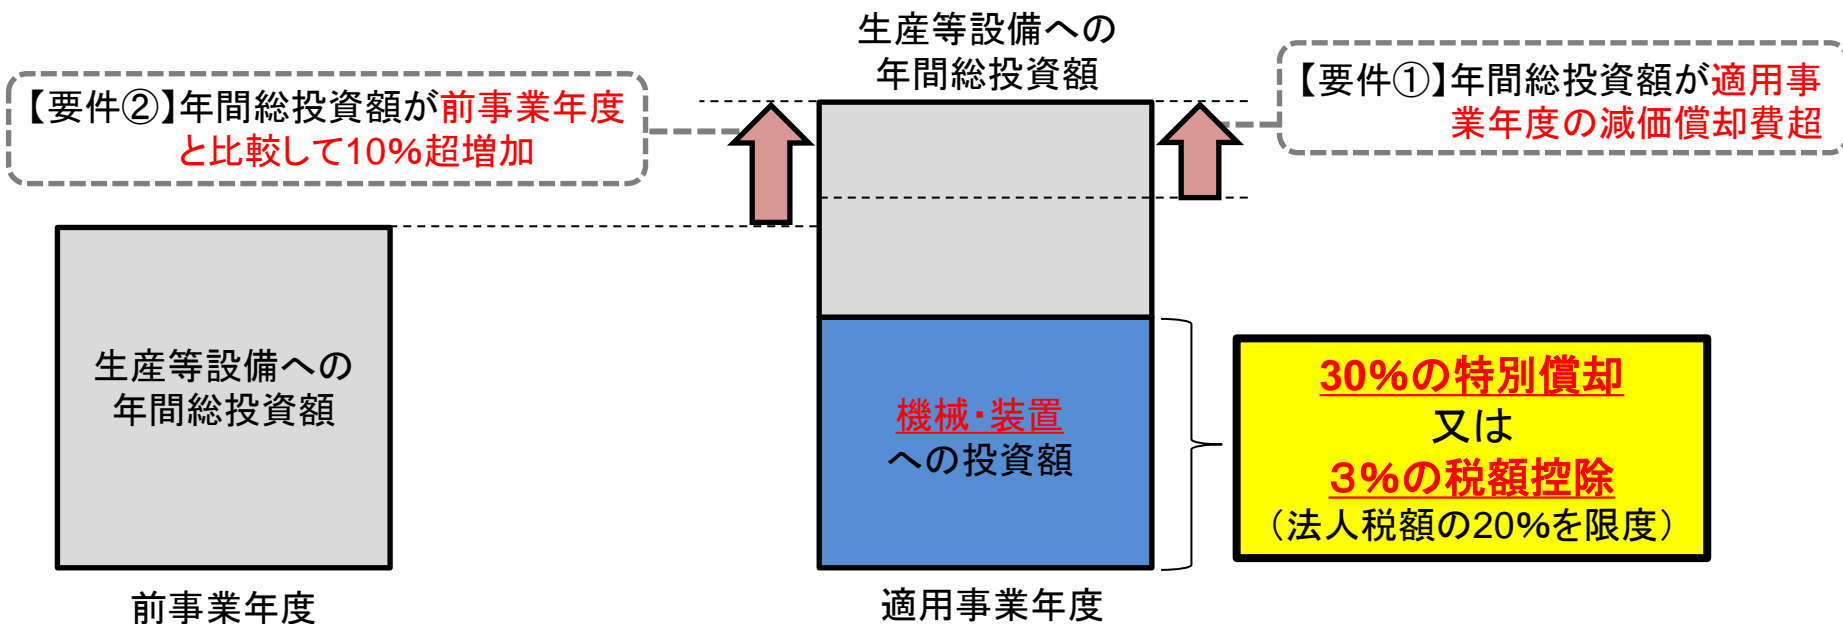 生産等設備への
年間総投資額
【要件②】年間総投資額が前事業年度
と比較して10%超増加
【要件①】年間総投資額が適用事
業年度の減価償却費超
生産等設備への
年間総投資額
機械・装置
への投資額
30%の特別償却
又は
3%の税額控除
（法人税額の20%を限度）
前事業年度
適用事業年度